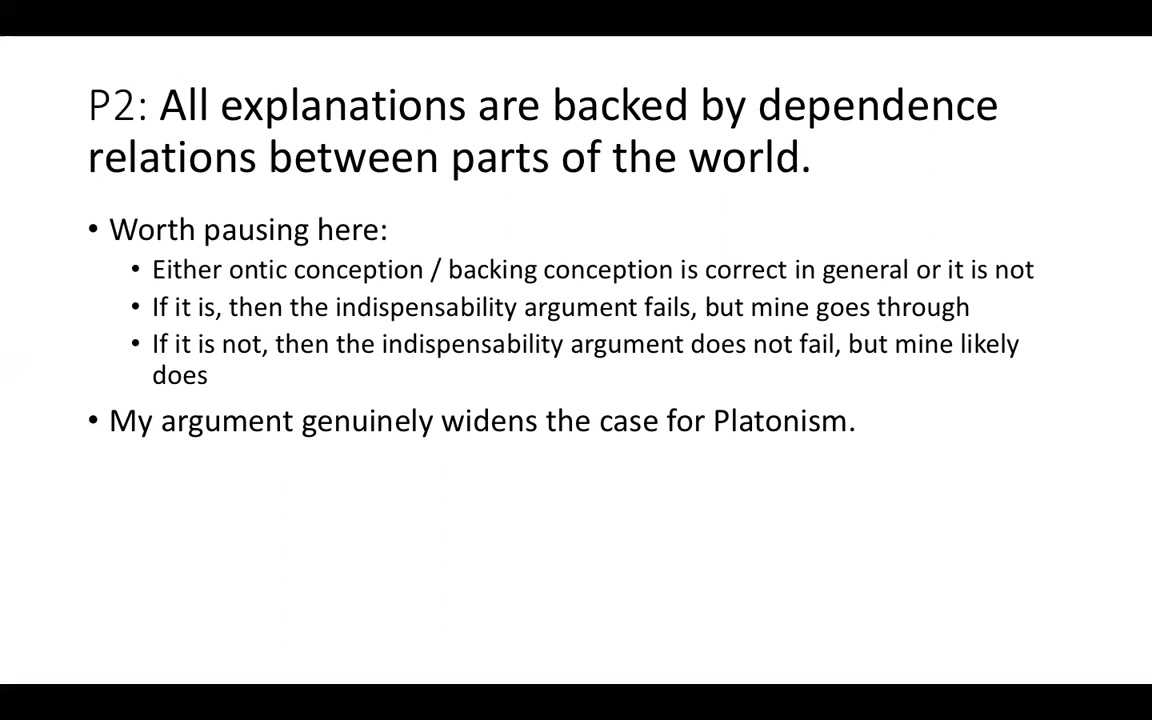 P2: All explanations are backed by dependence
relations between parts of the world.
• Worth pausing here:
• Either ontic conception / backing conception is correct in general or it is not
• If it is, then the indispensability argument fails, but mine goes through
• If it is not, then the indispensability argument does not fail, but mine likely
does
• My argument genuinely widens the case for Platonism.